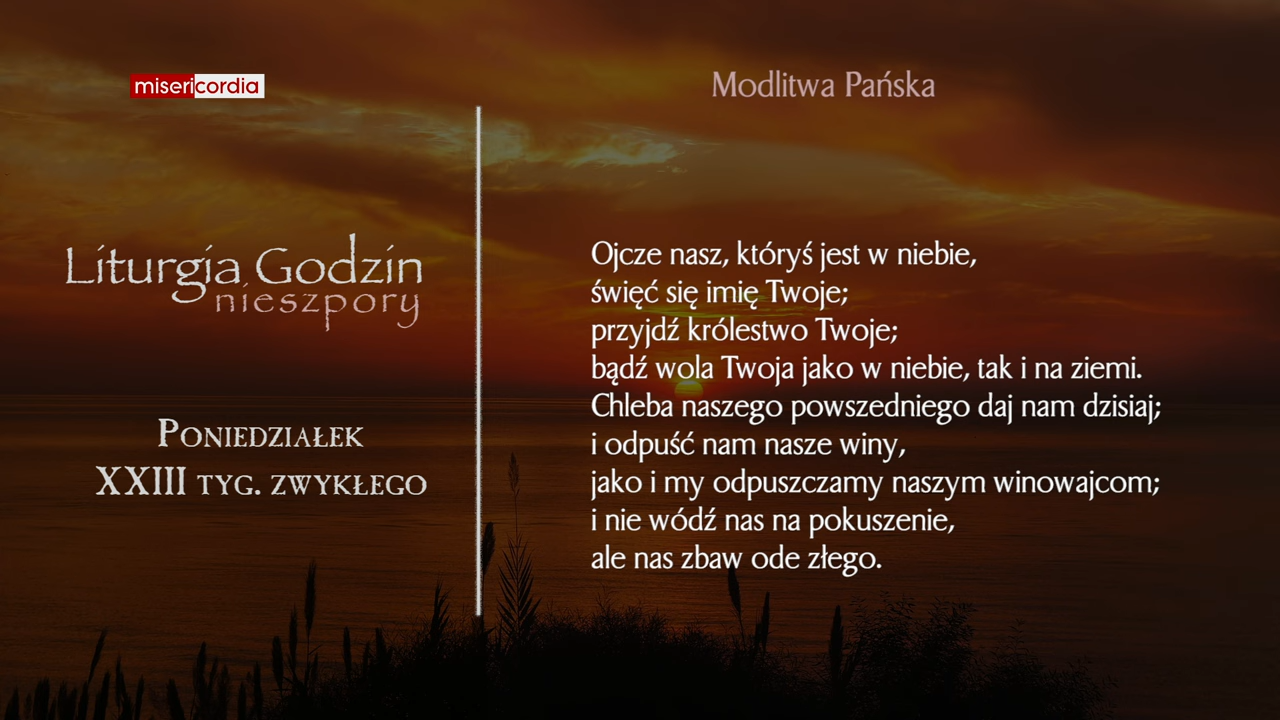 misericordia
Liturgia Godzin
nieszpory
Poniedziałek
XXIII tyg. zwykłego
Modlitwa Pańska
Ojcze nasz, któryś jest w niebie,
święć się imię Twoje;
przyjdź królestwo Twoje;
bądź wola Twoja jako w niebie, tak i na ziemi.
Chleba naszego powszedniego daj nam dzisiaj;
i odpuść nam nasze winy,
jako i my odpuszczamy naszym winowajcom;
i nie wódź nas na pokuszenie,
ale nas zbaw ode złego.